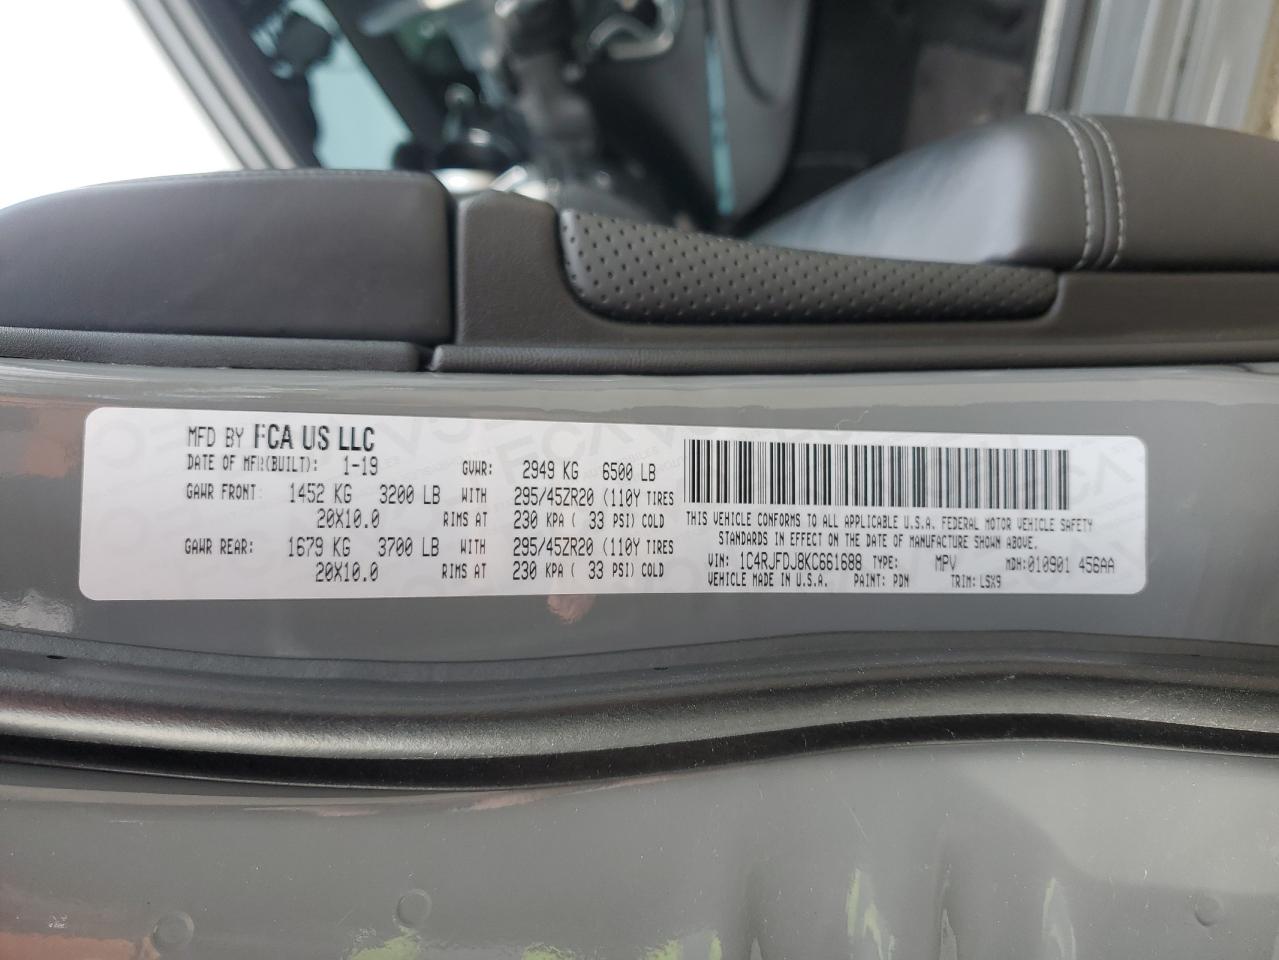 MFD BY FCA US LLC
DATE OF MFR(BUILT): 1-19 GVWR: 2949 KG 6500 LB
GAWR FRONT: 1452 KG 3200 LB WITH 295/45ZR20 (110Y TIRES
20X10.0 RIMS AT 230 KPA ( 33 PSI) COLD
GAWR REAR: 1679 KG 3700 LB WITH 295/45ZR20 (110Y TIRES
20X10.0 RIMS AT 230 KPA ( 33 PSI) COLD
THIS VEHICLE CONFORMS TO ALL APPLICABLE U.S.A. FEDERAL MOTOR VEHICLE SAFETY
STANDARDS IN EFFECT ON THE DATE OF MANUFACTURE SHOWN ABOVE.
VIN: 1C4RJFDJ8KC661688 TYPE: MPV MDH:010901 456AA
VEHICLE MADE IN U.S.A. PAINT: PDN TRIM: LSX9